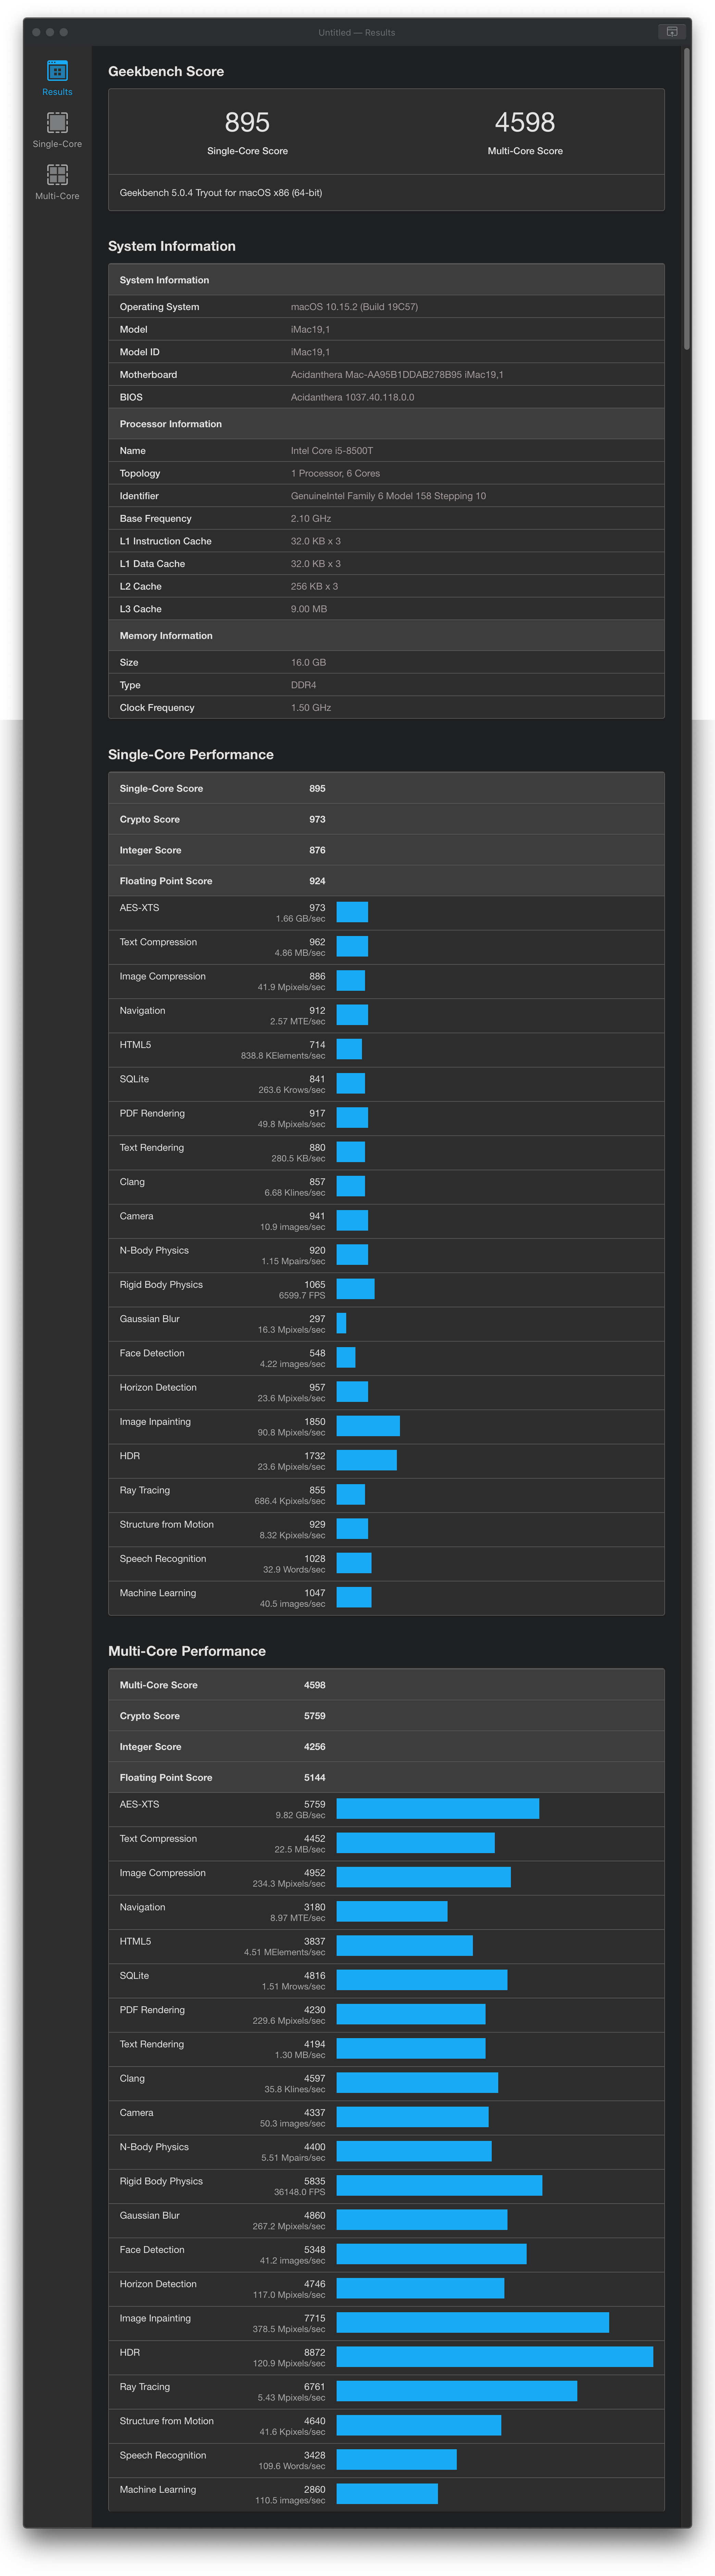 Untitled — Results
Results
Single-Core
Multi-Core
Geekbench Score
895 4598
Single-Core Score Multi-Core Score
Geekbench 5.0.4 Tryout for macOS x86 (64-bit)
System Information
System Information
Operating System macOS 10.15.2 (Build 19C57)
Model iMac19,1
Model ID iMac19,1
Motherboard Acidanthera Mac-AA95B1DDAB278B95 iMac19,1
BIOS Acidanthera 1037.40.118.0.0
Processor Information
Name Intel Core i5-8500T
Topology 1 Processor, 6 Cores
Identifier GenuineIntel Family 6 Model 158 Stepping 10
Base Frequency 2.10 GHz
L1 Instruction Cache 32.0 KB x 3
L1 Data Cache 32.0 KB x 3
L2 Cache 256 KB x 3
L3 Cache 9.00 MB
Memory Information
Size 16.0 GB
Type DDR4
Clock Frequency 1.50 GHz
Single-Core Performance
Single-Core Score 895
Crypto Score 973
Integer Score 876
Floating Point Score 924
AES-XTS 973
1.66 GB/sec
Text Compression 962
4.86 MB/sec
Image Compression 886
41.9 Mpixels/sec
Navigation 912
2.57 MTE/sec
HTML5 714
838.8 KElements/sec
SQLite 841
263.6 Krows/sec
PDF Rendering 917
49.8 Mpixels/sec
Text Rendering 880
280.5 KB/sec
Clang 857
6.68 Klines/sec
Camera 941
10.9 images/sec
N-Body Physics 920
1.15 Mpairs/sec
Rigid Body Physics 1065
6599.7 FPS
Gaussian Blur 297
16.3 Mpixels/sec
Face Detection 548
4.22 images/sec
Horizon Detection 957
23.6 Mpixels/sec
Image Inpainting 1850
90.8 Mpixels/sec
HDR 1732
23.6 Mpixels/sec
Ray Tracing 855
686.4 Kpixels/sec
Structure from Motion 929
8.32 Kpixels/sec
Speech Recognition 1028
32.9 Words/sec
Machine Learning 1047
40.5 images/sec
Multi-Core Performance
Multi-Core Score 4598
Crypto Score 5759
Integer Score 4256
Floating Point Score 5144
AES-XTS 5759
9.82 GB/sec
Text Compression 4452
22.5 MB/sec
Image Compression 4952
234.3 Mpixels/sec
Navigation 3180
8.97 MTE/sec
HTML5 3837
4.51 MElements/sec
SQLite 4816
1.51 Mrows/sec
PDF Rendering 4230
229.6 Mpixels/sec
Text Rendering 4194
1.30 MB/sec
Clang 4597
35.8 Klines/sec
Camera 4337
50.3 images/sec
N-Body Physics 4400
5.51 Mpairs/sec
Rigid Body Physics 5835
36148.0 FPS
Gaussian Blur 4860
267.2 Mpixels/sec
Face Detection 5348
41.2 images/sec
Horizon Detection 4746
117.0 Mpixels/sec
Image Inpainting 7715
378.5 Mpixels/sec
HDR 8872
120.9 Mpixels/sec
Ray Tracing 6761
5.43 Mpixels/sec
Structure from Motion 4640
41.6 Kpixels/sec
Speech Recognition 3428
109.6 Words/sec
Machine Learning 2860
110.5 images/sec